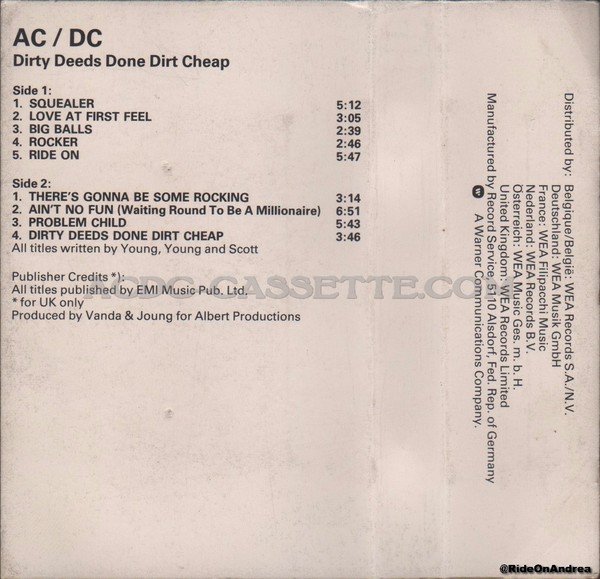 AC / DC
Dirty Deeds Done Dirt Cheap
Side 1:
1. SQUEALER 5:12
2. LOVE AT FIRST FEEL 3:05
3. BIG BALLS 2:39
4. ROCKER 2:46
5. RIDE ON 5:47
Side 2:
1. THERE'S GONNA BE SOME ROCKING 3:14
2. AIN'T NO FUN (Waiting Round To Be A Millionaire) 6:51
3. PROBLEM CHILD 5:43
4. DIRTY DEEDS DONE DIRT CHEAP 3:46
All titles written by Young, Young and Scott
Publisher Credits *):
All titles published by EMI Music Pub. Ltd.
* for UK only
Produced by Vanda & Joung for Albert Productions
Distributed by: Belgique/België: WEA Records S.A./N.V.
Deutschland: WEA Musik GmbH
France: WEA Filipacchi Music
Nederland: WEA Records B.V.
Österreich: WEA Music Ges. m. b. H.
United Kingdom: WEA Records Limited
Manufactured by Record Service, 5110 Alsdorf, Fed. Rep. of Germany
A Warner Communications Company.
ACDC-CASSETTE.COM
@RideOnAndrea